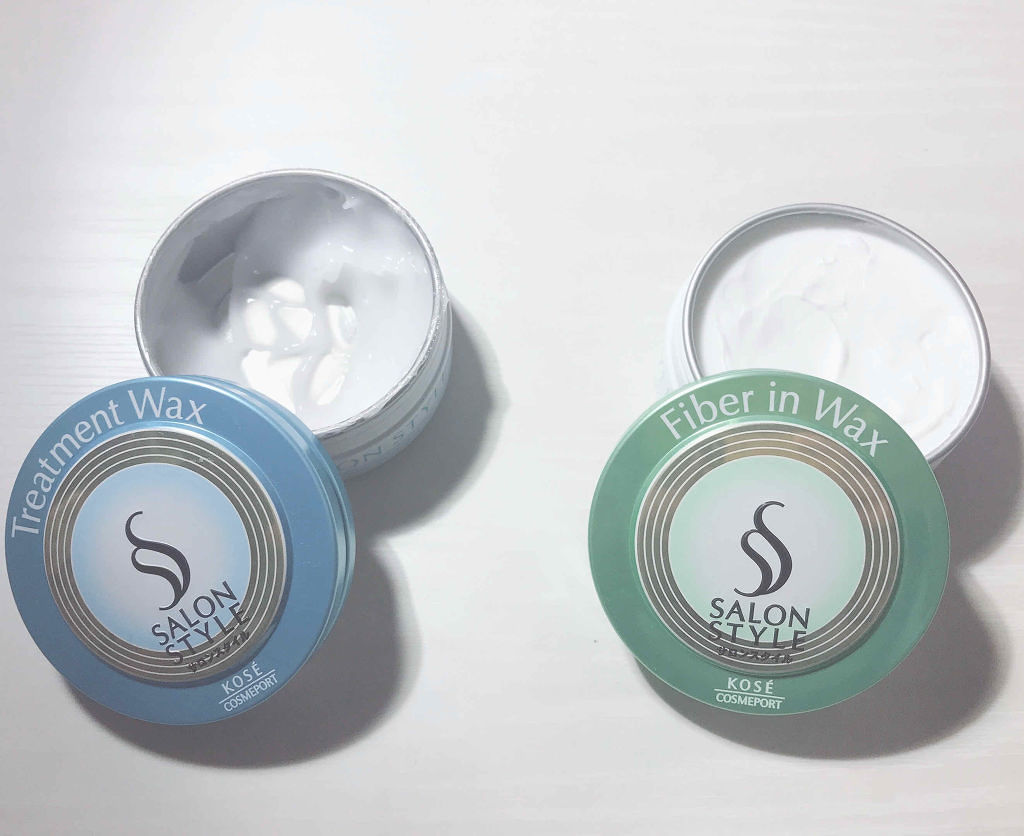 Treatment Wax
SALON
STYLE
サロンスタイル
KOSÉ
COSMEPORT
Fiber in Wax
SALON
STYLE
サロンスタイル
KOSÉ
COSMEPORT